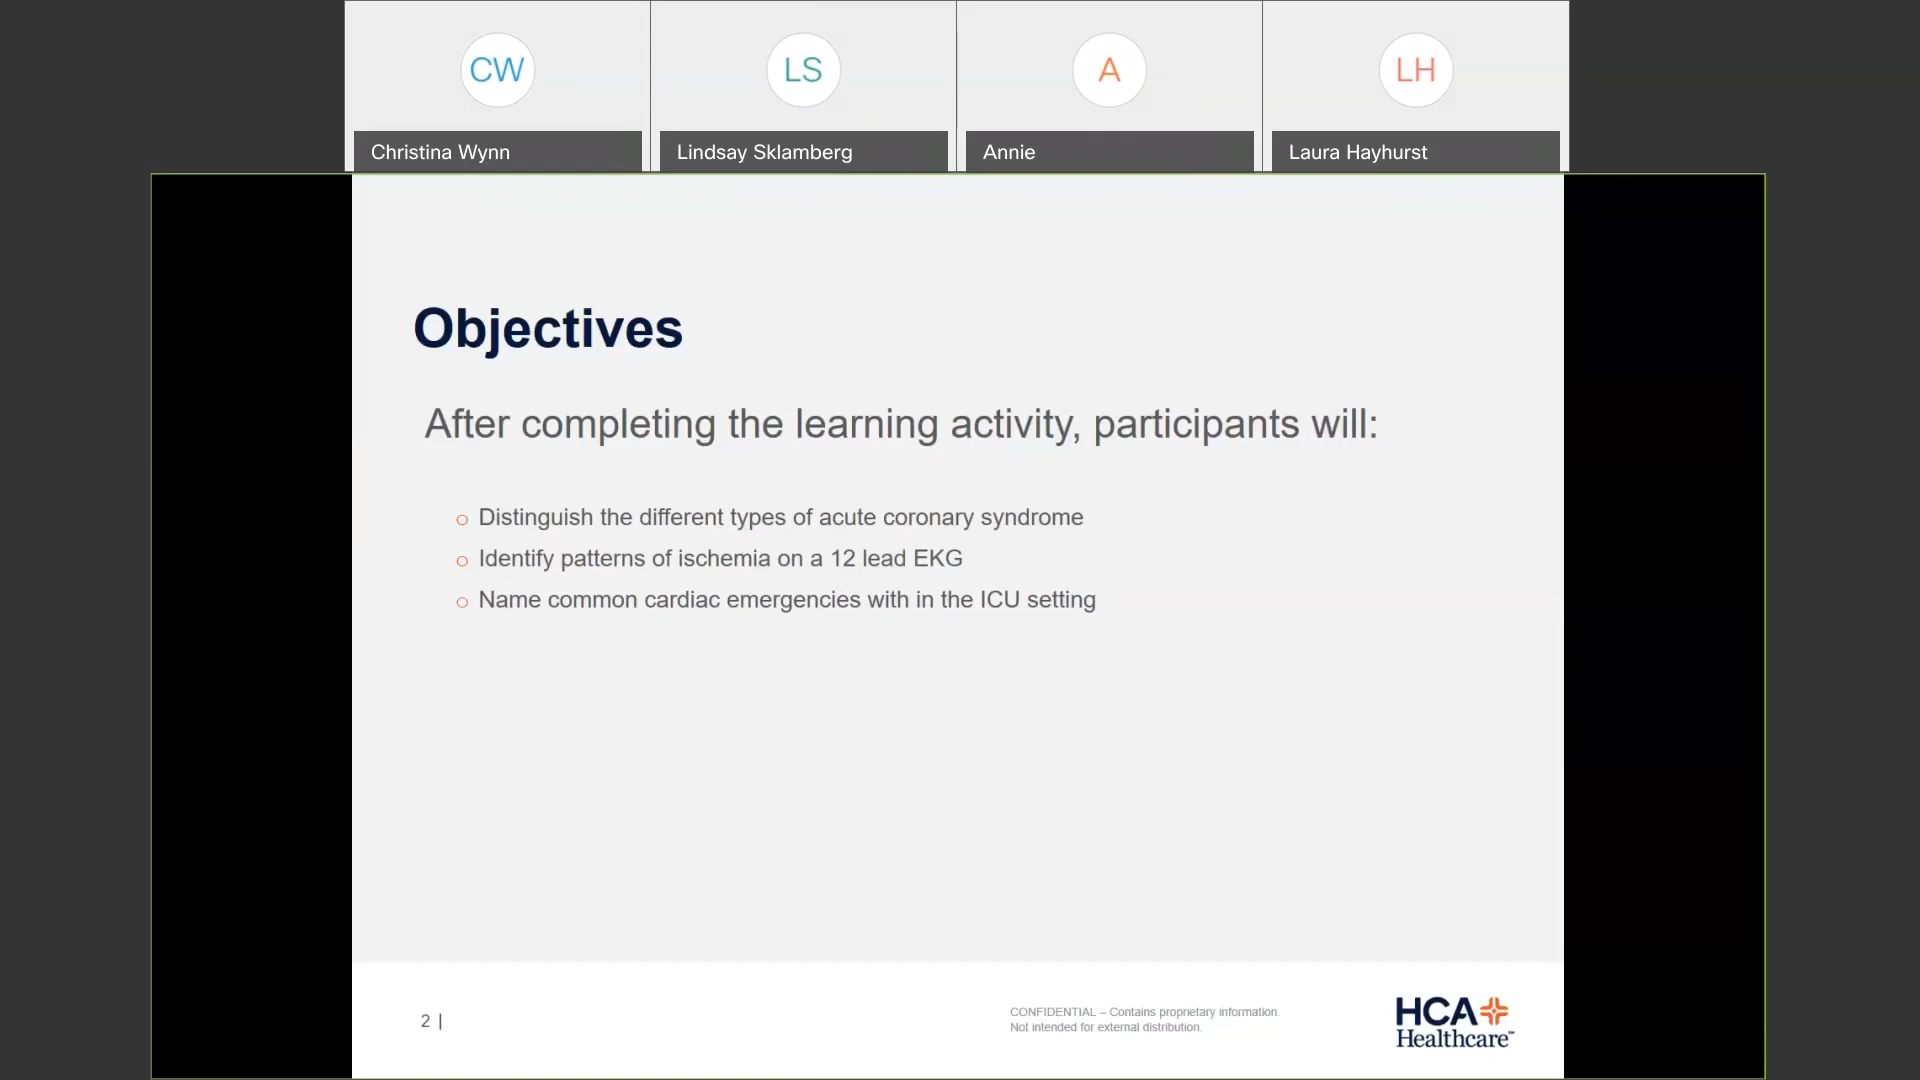 CW
LS
A
LH
Christina Wynn
Lindsay Sklamberg
Annie
Laura Hayhurst
Objectives
After completing the learning activity, participants will:
o Distinguish the different types of acute coronary syndrome
o Identify patterns of ischemia on a 12 lead EKG
o Name common cardiac emergencies with in the ICU setting
2 |
CONFIDENTIAL – Contains proprietary information.
Not intended for external distribution.
HCA
Healthcare™